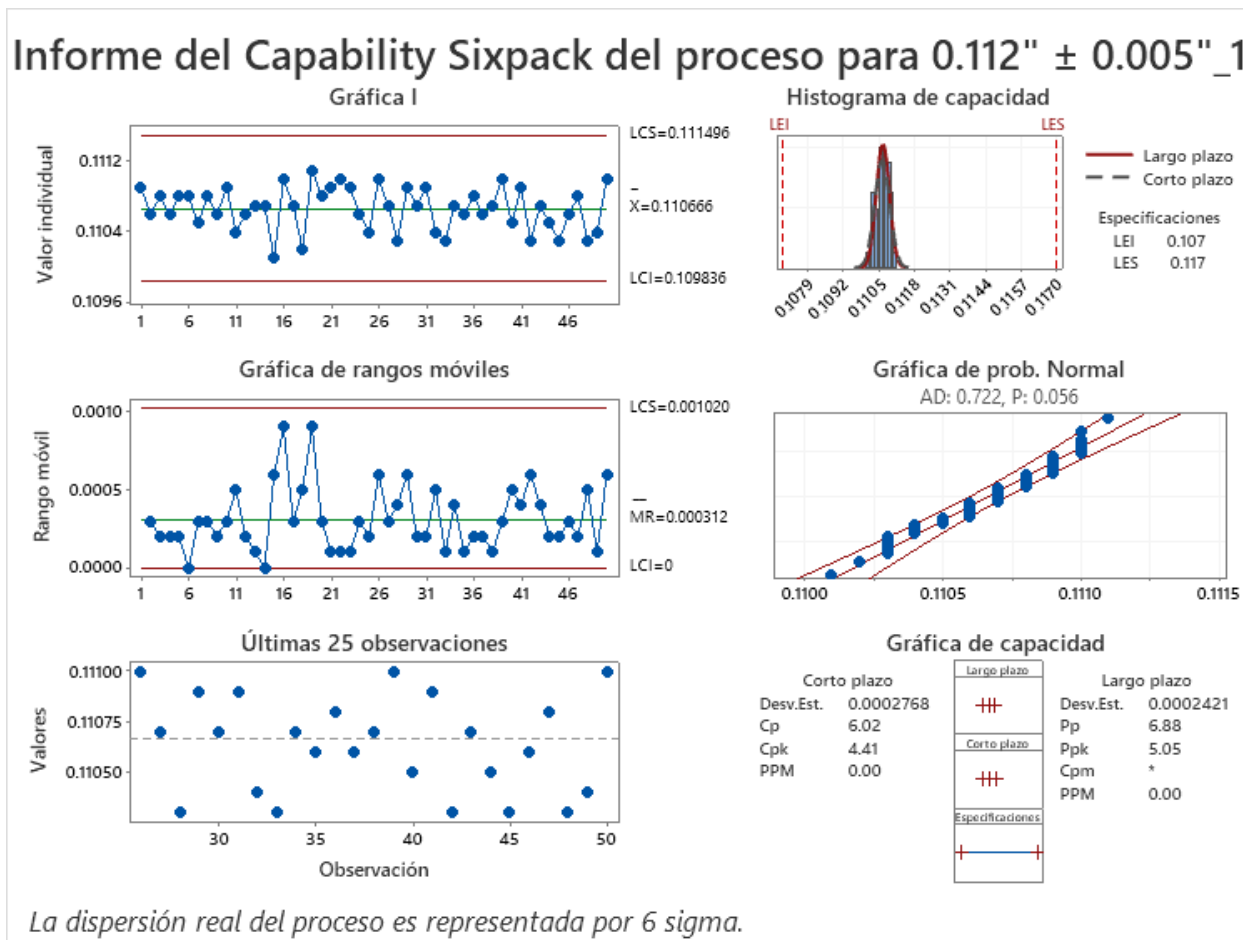 Informe del Capability Sixpack del proceso para 0.112" ± 0.005"_1
Gráfica I
Valor individual
0.1112
0.1104
0.1096
1 6 11 16 21 26 31 36 41 46
LCS=0.111496
_
X=0.110666
LCI=0.109836
Histograma de capacidad
LEI LES
0.1079 0.1092 0.1105 0.1118 0.1131 0.1144 0.1157 0.1170
Largo plazo
Corto plazo
Especificaciones
LEI 0.107
LES 0.117
Gráfica de rangos móviles
Rango móvil
0.0010
0.0005
0.0000
1 6 11 16 21 26 31 36 41 46
LCS=0.001020
__
MR=0.000312
LCI=0
Gráfica de prob. Normal
AD: 0.722, P: 0.056
0.1100 0.1105 0.1110 0.1115
Últimas 25 observaciones
Valores
0.11100
0.11075
0.11050
30 35 40 45 50
Observación
Gráfica de capacidad
Corto plazo
Desv.Est. 0.0002768
Cp 6.02
Cpk 4.41
PPM 0.00
Largo plazo
Corto plazo
Especificaciones
Largo plazo
Desv.Est. 0.0002421
Pp 6.88
Ppk 5.05
Cpm *
PPM 0.00
La dispersión real del proceso es representada por 6 sigma.